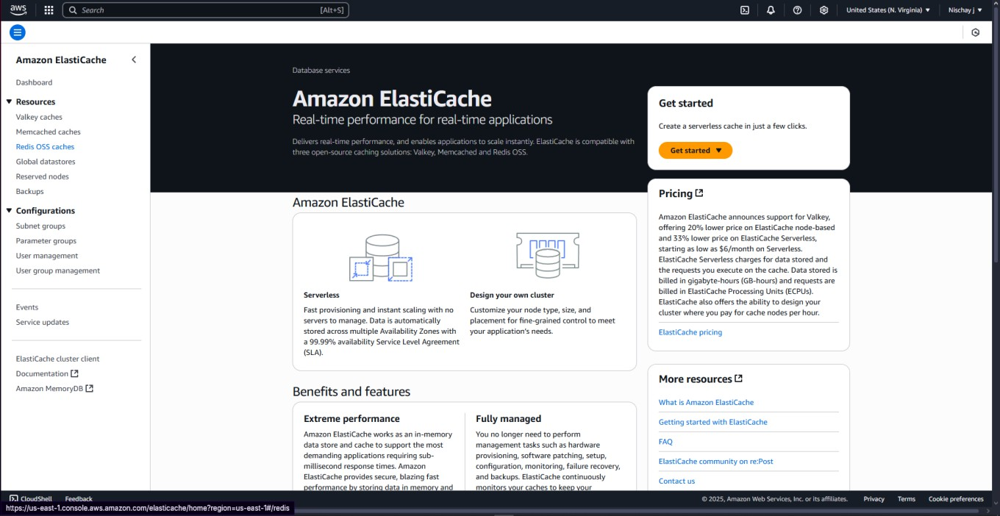 aws
Search
[Alt+S]
United States (N. Virginia)
Nischay j
Amazon ElastiCache
Dashboard
Resources
Valkey caches
Memcached caches
Redis OSS caches
Global datastores
Reserved nodes
Backups
Configurations
Subnet groups
Parameter groups
User management
User group management
Events
Service updates
ElastiCache cluster client
Documentation
Amazon MemoryDB
Database services
Amazon ElastiCache
Real-time performance for real-time applications
Delivers real-time performance, and enables applications to scale instantly. ElastiCache is compatible with
three open-source caching solutions: Valkey, Memcached and Redis OSS.
Get started
Create a serverless cache in just a few clicks.
Get started
Amazon ElastiCache
Serverless
Fast provisioning and instant scaling with no
servers to manage. Data is automatically
stored across multiple Availability Zones with
a 99.99% availability Service Level Agreement
(SLA).
Design your own cluster
Customize your node type, size, and
placement for fine-grained control to meet
your application's needs.
Pricing
Amazon ElastiCache announces support for Valkey,
offering 20% lower price on ElastiCache node-based
and 33% lower price on ElastiCache Serverless,
starting as low as $6/month on Serverless.
ElastiCache Serverless charges for data stored and
the requests you execute on the cache. Data stored is
billed in gigabyte-hours (GB-hours) and requests are
billed in ElastiCache Processing Units (ECPUs).
ElastiCache also offers the ability to design your
cluster where you pay for cache nodes per hour.
ElastiCache pricing
Benefits and features
Extreme performance
Amazon ElastiCache works as an in-memory
data store and cache to support the most
demanding applications requiring sub-
millisecond response times. Amazon
ElastiCache provides secure, blazing fast
performance by storing data in memory and
Fully managed
You no longer need to perform
management tasks such as hardware
provisioning, software patching, setup,
configuration, monitoring, failure recovery,
and backups. ElastiCache continuously
monitors your caches to keep your
More resources
What is Amazon ElastiCache
Getting started with ElastiCache
FAQ
ElastiCache community on re:Post
Contact us
CloudShell
Feedback
© 2025, Amazon Web Services, Inc. or its affiliates.
Privacy
Terms
Cookie preferences
https://us-east-1.console.aws.amazon.com/elasticache/home?region=us-east-1#/redis